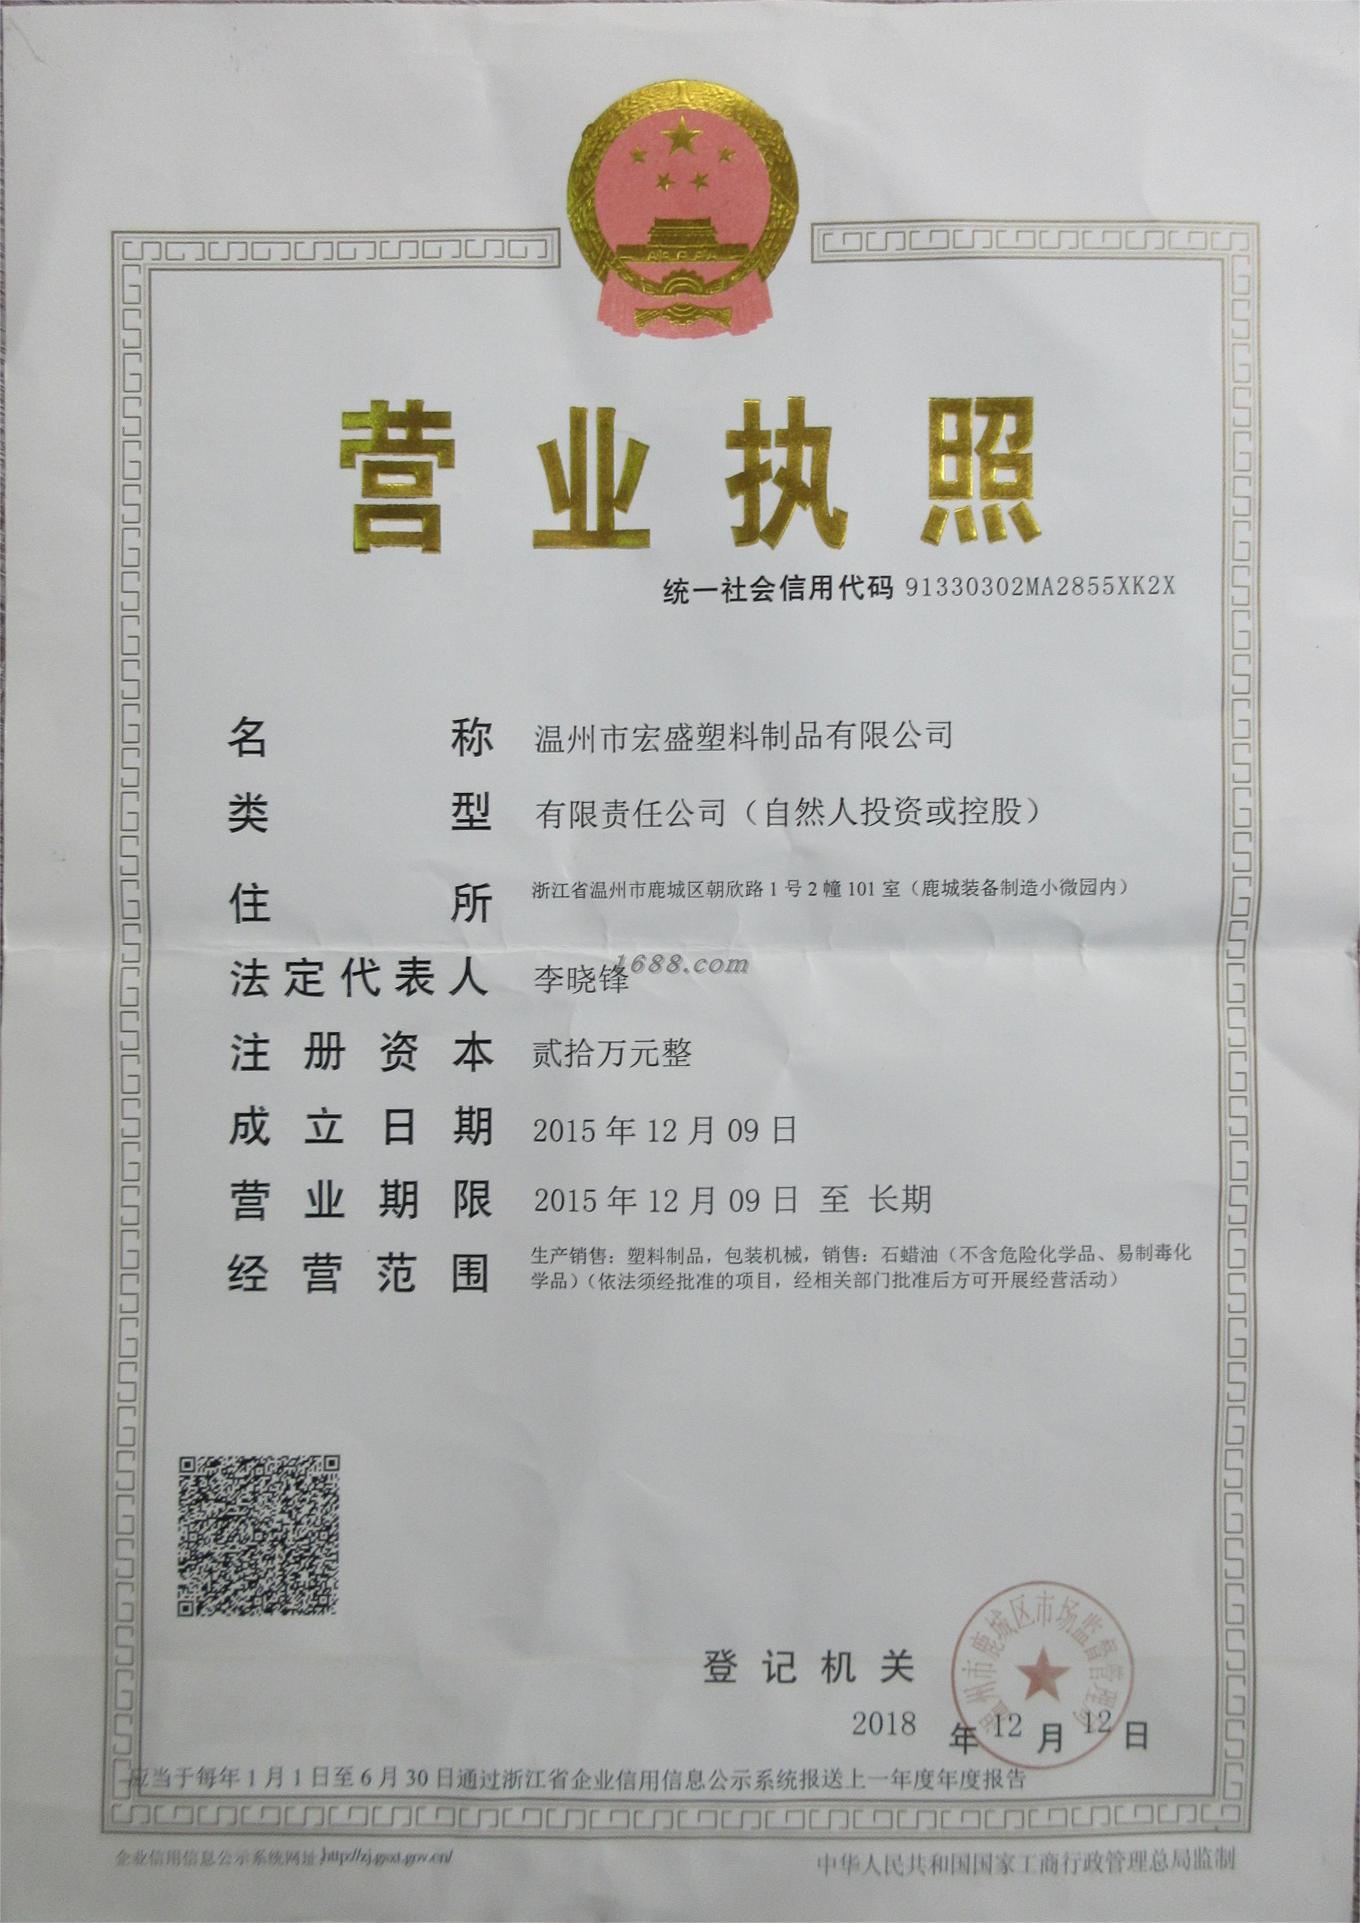 营业执照
统一社会信用代码 91330302MA2855XK2X
名称 温州市宏盛塑料制品有限公司
类型 有限责任公司（自然人投资或控股）
住所 浙江省温州市鹿城区朝欣路1号2幢101室（鹿城装备制造小微园内）
1688.com
法定代表人 李晓锋
注册资本 贰拾万元整
成立日期 2015年12月09日
营业期限 2015年12月09日 至 长期
经营范围 生产销售：塑料制品，包装机械，销售：石蜡油（不含危险化学品、易制毒化
学品）（依法须经批准的项目，经相关部门批准后方可开展经营活动）
温州市鹿城区市场监督管理局
登记机关
2018 年 12 月 12 日
应当于每年1月1日至6月30日通过浙江省企业信用信息公示系统报送上一年度年度报告
企业信用信息公示系统网址：http://zj.gsxt.gov.cn/
中华人民共和国国家工商行政管理总局监制